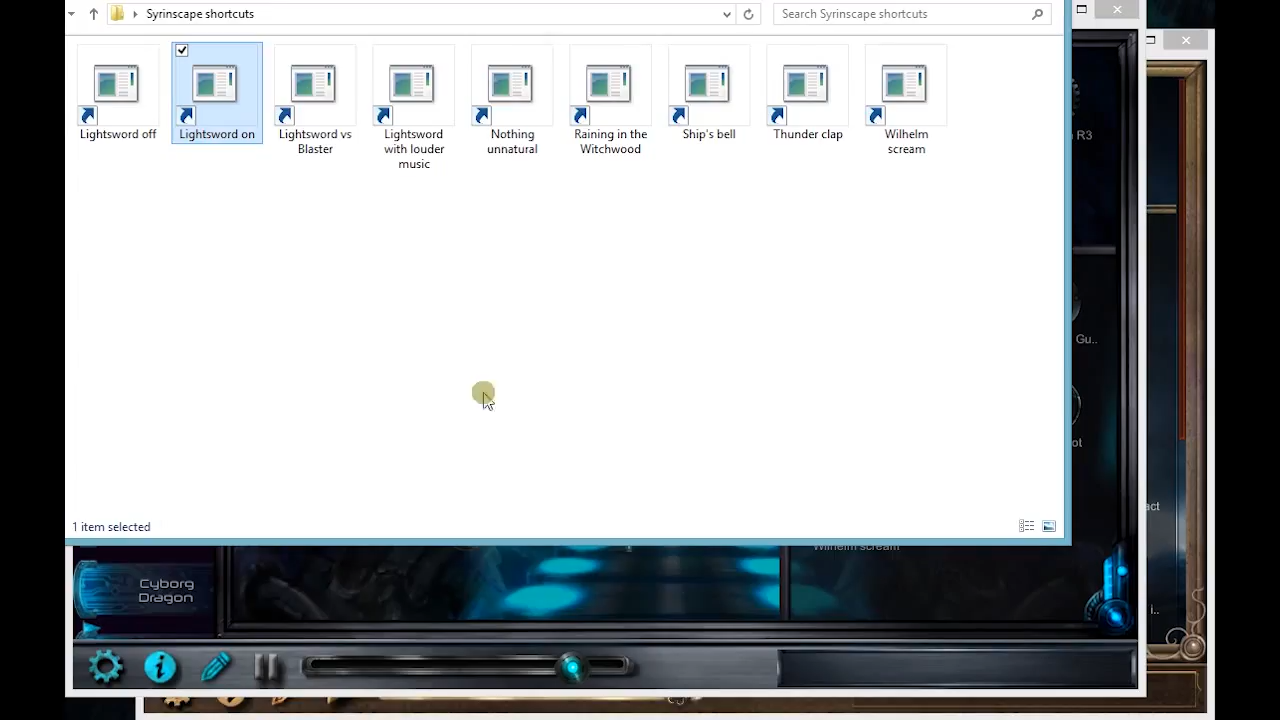 Syrinscape shortcuts
Search Syrinscape shortcuts
Lightsword off
Lightsword on
Lightsword vs
Blaster
Lightsword
with louder
music
Nothing
unnatural
Raining in the
Witchwood
Ship's bell
Thunder clap
Wilhelm
scream
R3
Gu..
ot
act
1 item selected
Wilhelm scream
Cyborg
Dragon
i..